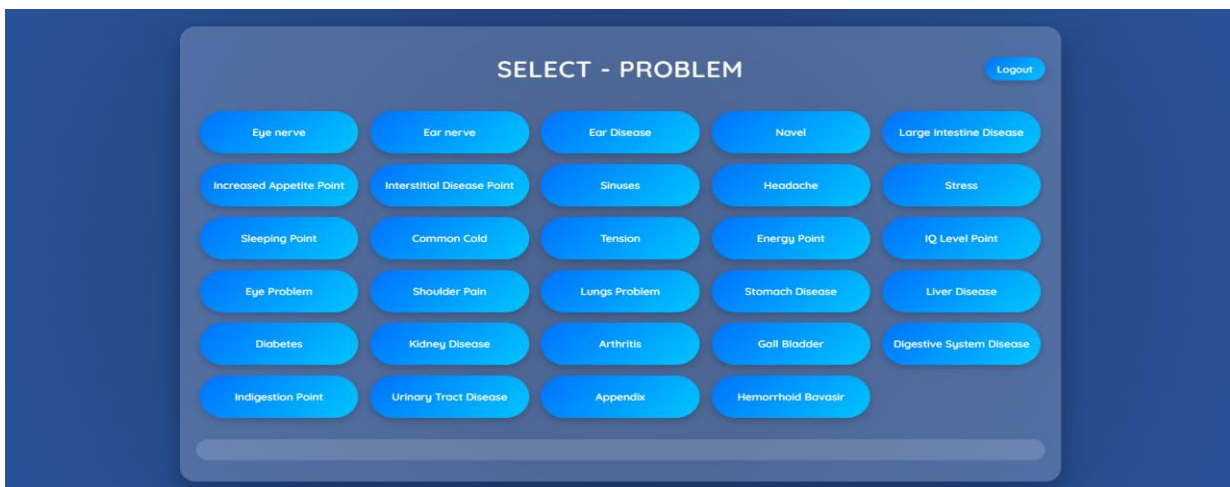 SELECT - PROBLEM
Logout
Eye nerve
Ear nerve
Ear Disease
Navel
Large Intestine Disease
Increased Appetite Point
Interstitial Disease Point
Sinuses
Headache
Stress
Sleeping Point
Common Cold
Tension
Energy Point
IQ Level Point
Eye Problem
Shoulder Pain
Lungs Problem
Stomach Disease
Liver Disease
Diabetes
Kidney Disease
Arthritis
Gall Bladder
Digestive System Disease
Indigestion Point
Urinary Tract Disease
Appendix
Hemorrhoid Bavasir